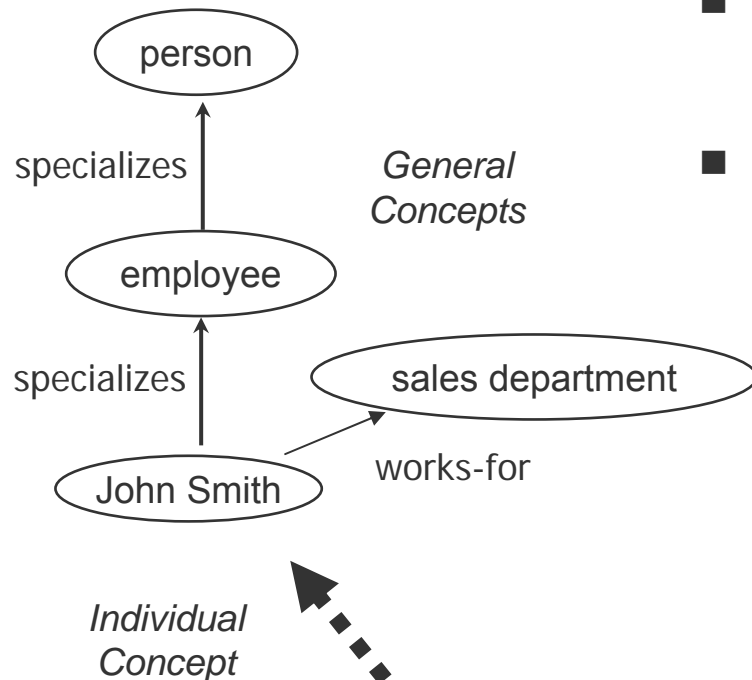 person
specializes
General
Concepts
employee
specializes
sales department
works-for
John Smith
Individual
Concept